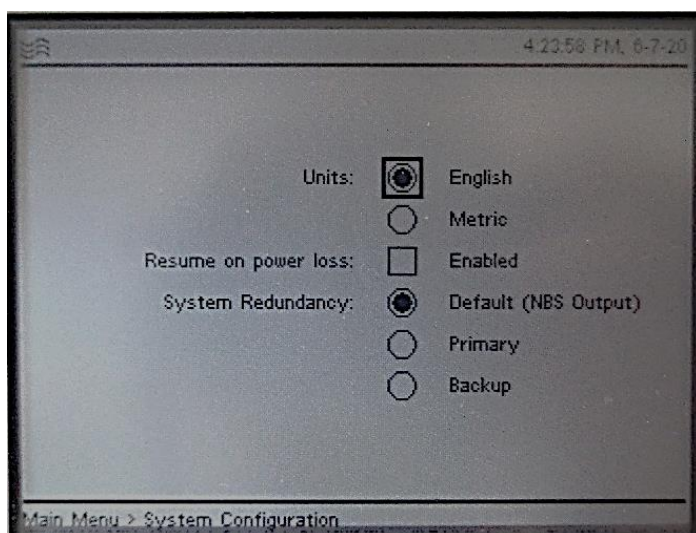 4:23:58 PM, 6-7-20
Units: English
Metric
Resume on power loss: Enabled
System Redundancy: Default (NBS Output)
Primary
Backup
Main Menu > System Configuration